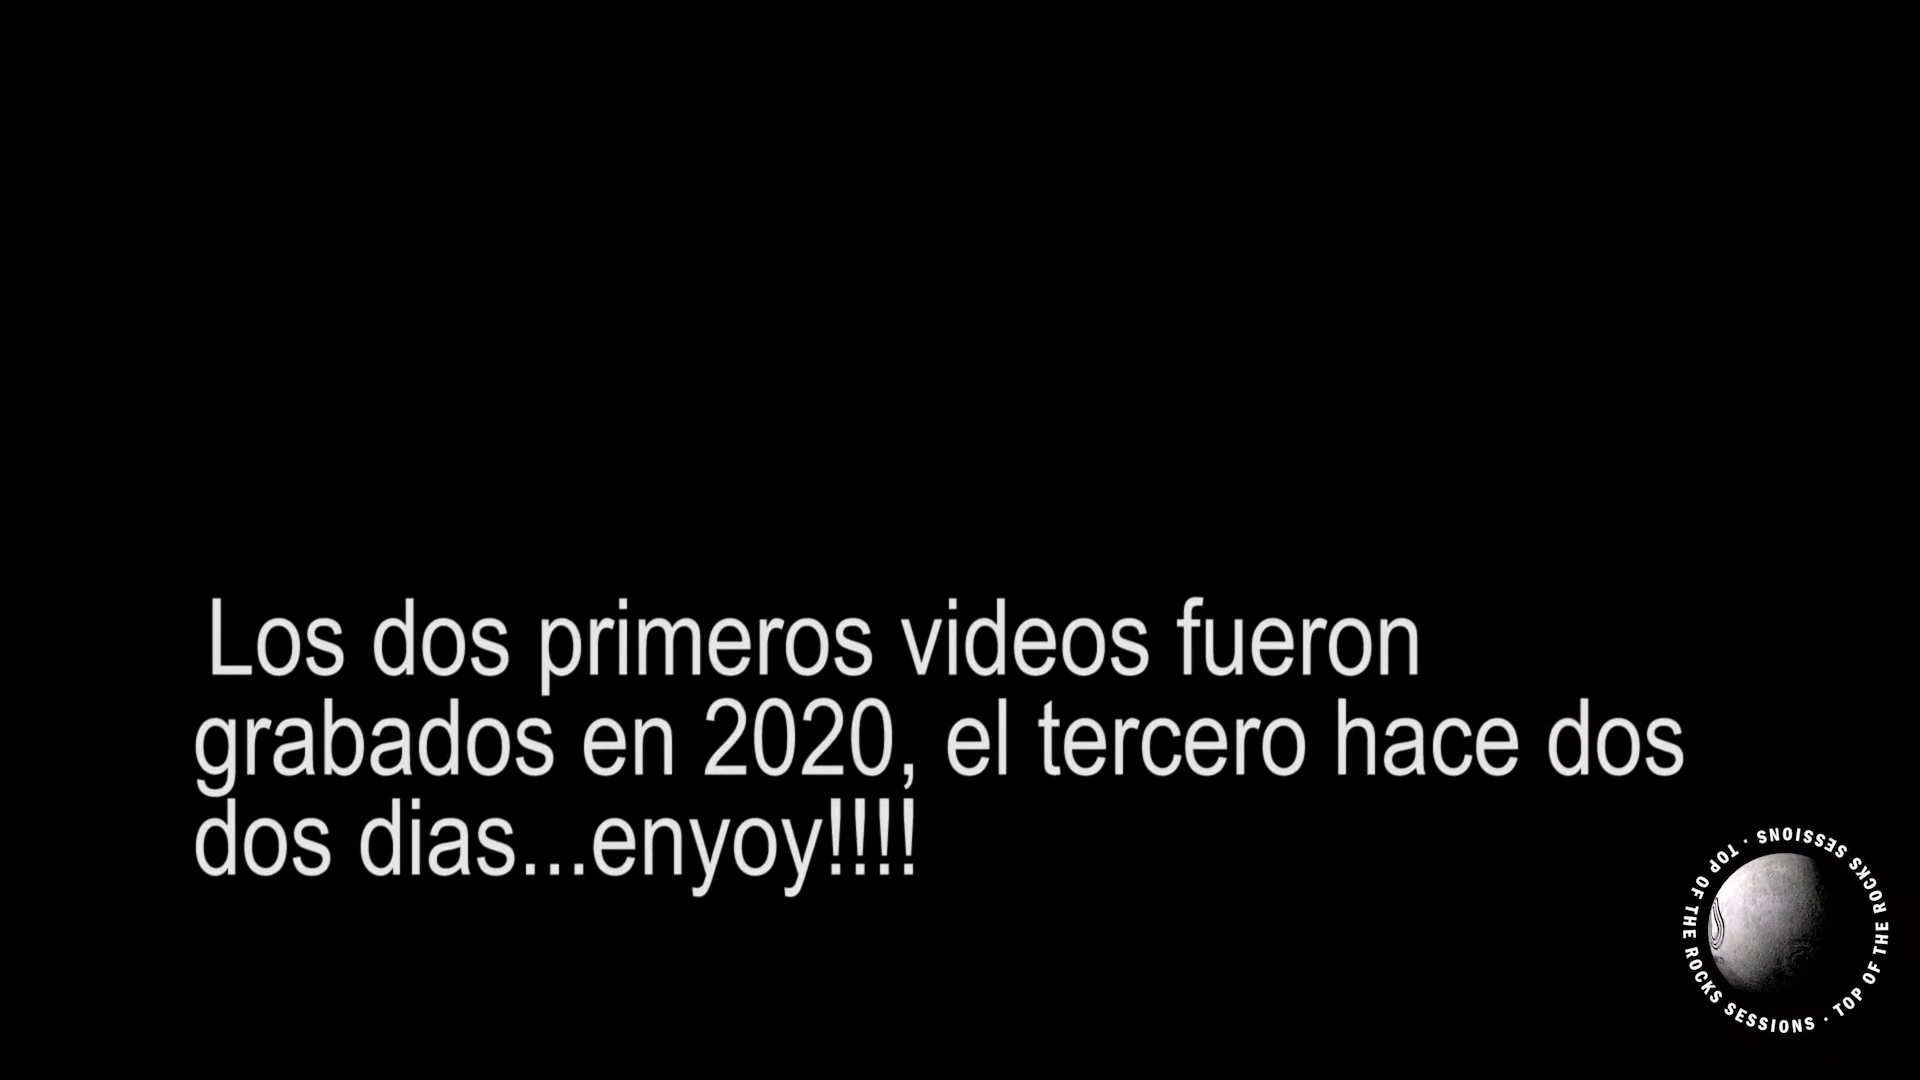 Los dos primeros videos fueron
grabados en 2020, el tercero hace dos
dos dias...enyoy!!!!
TOP OF THE ROCKS SESSIONS · TOP OF THE ROCKS SESSIONS ·